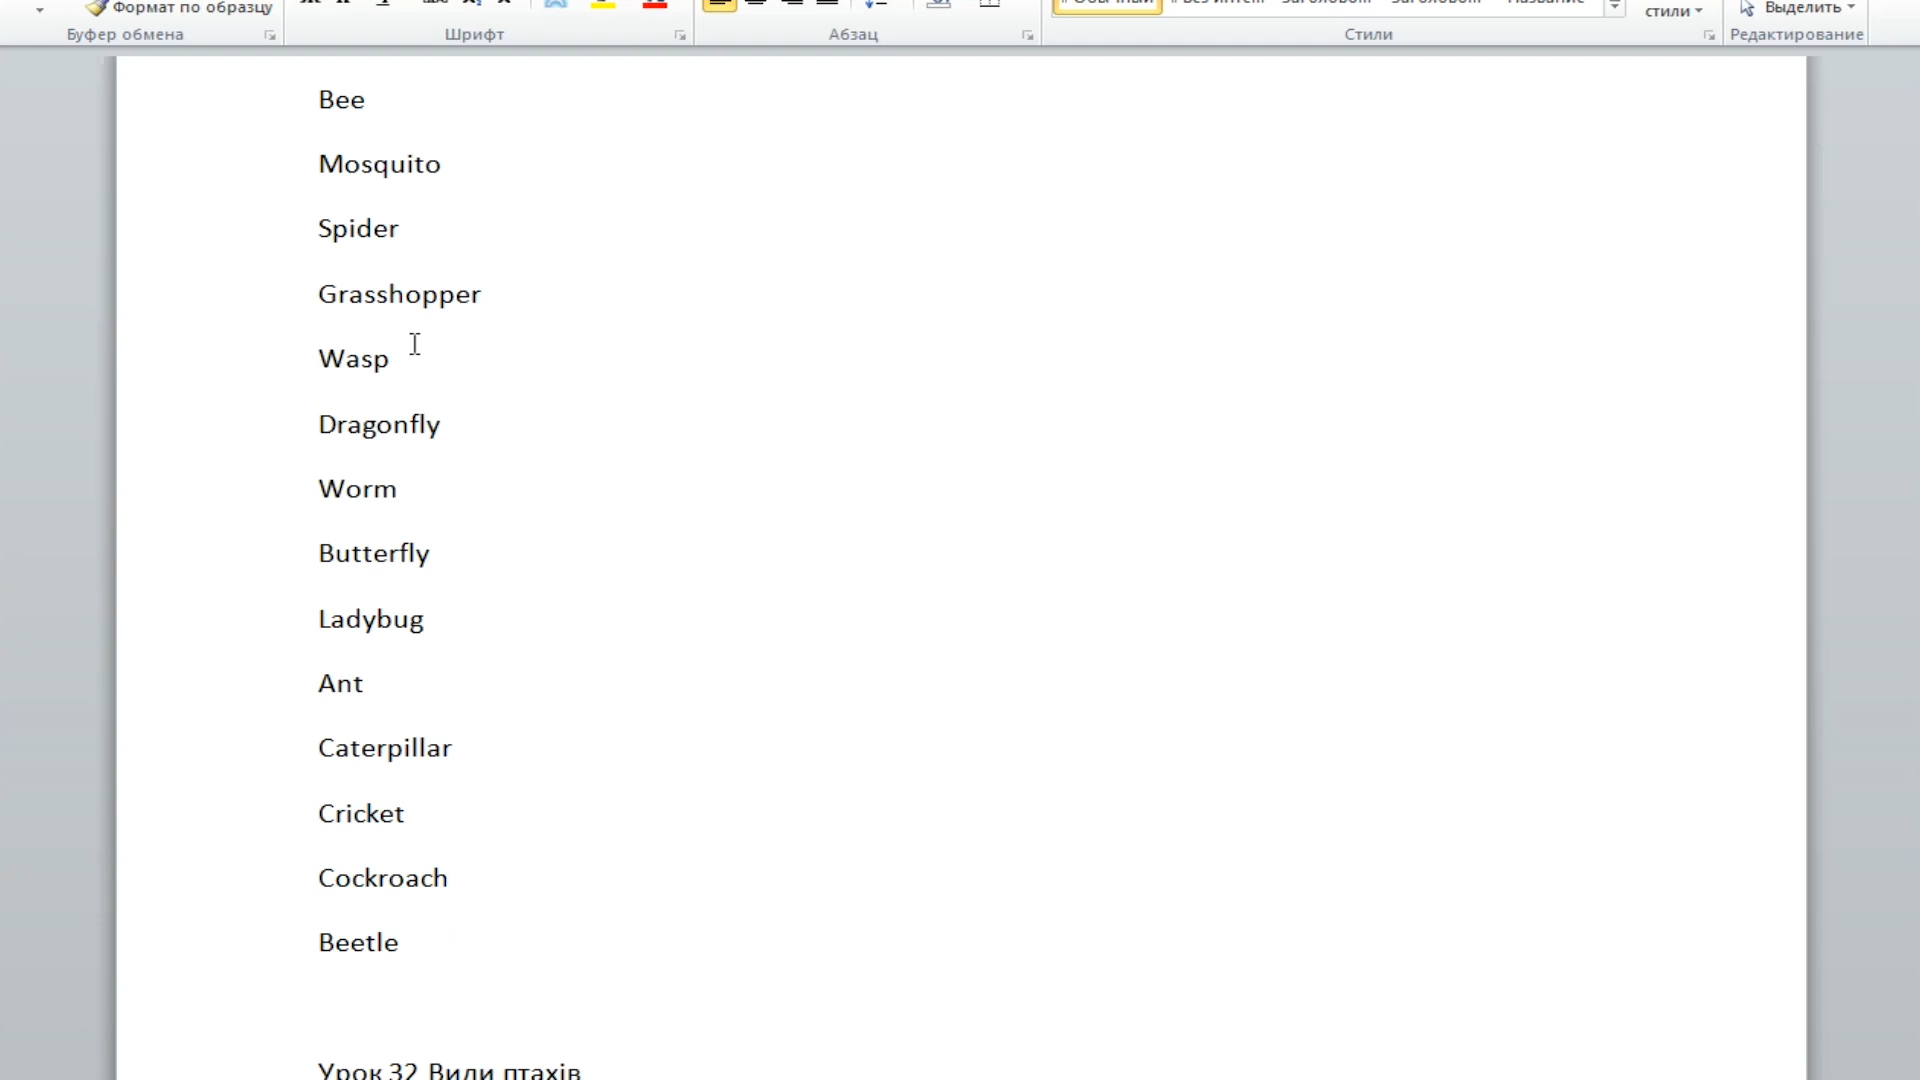 Формат по образцу
стили
Выделить
Буфер обмена
Шрифт
Абзац
Стили
Редактирование
Bee
Mosquito
Spider
Grasshopper
Wasp
Dragonfly
Worm
Butterfly
Ladybug
Ant
Caterpillar
Cricket
Cockroach
Beetle
Урок 32 Види птахів